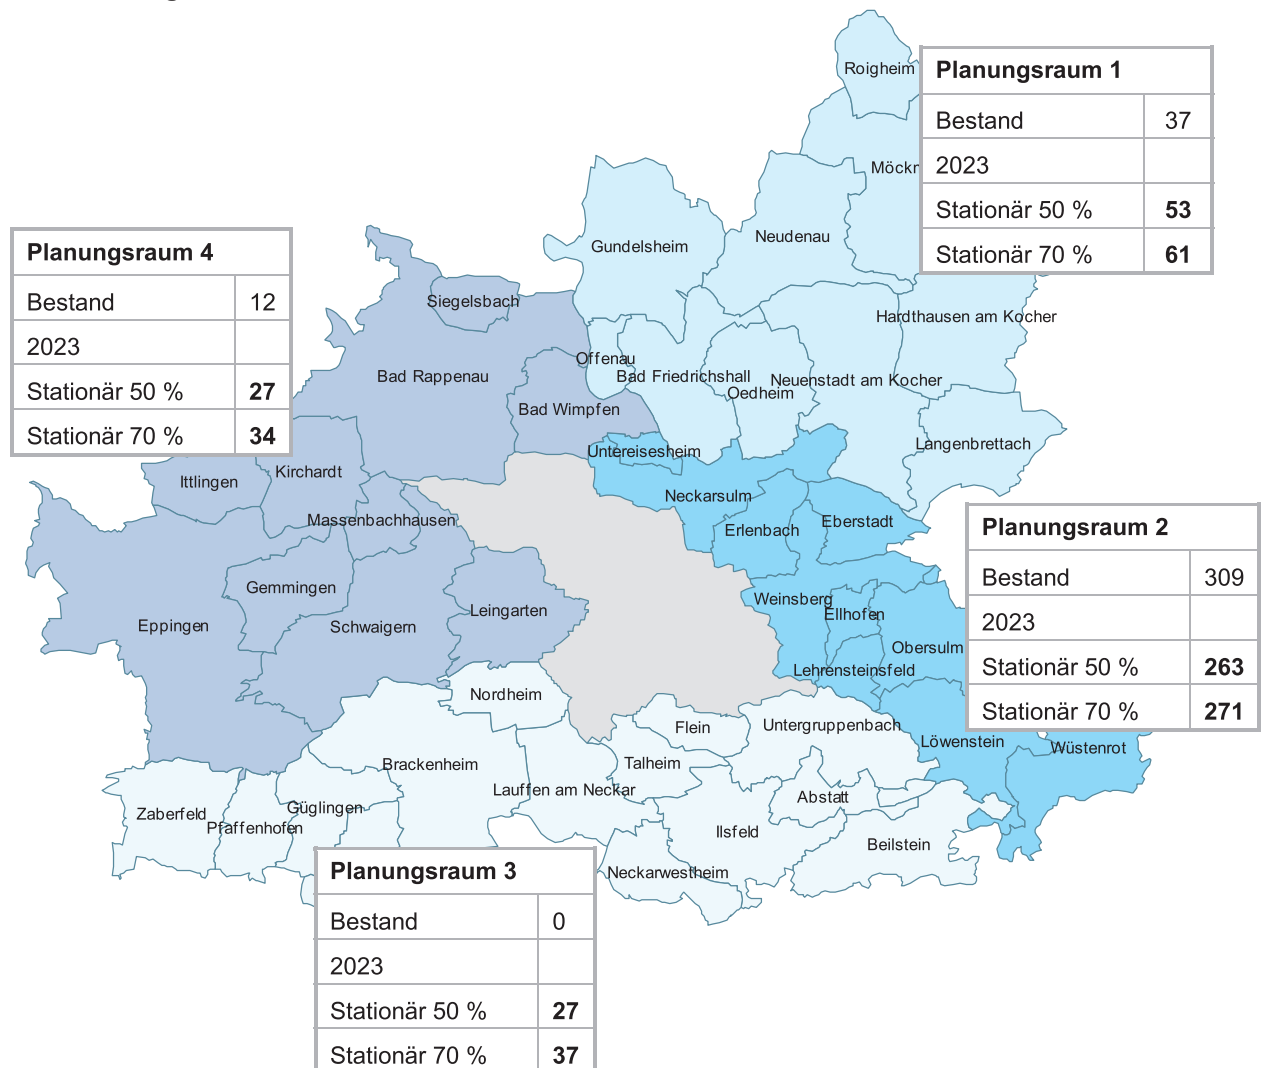 Roigheim
Planungsraum 1
Bestand 37
2023
Stationär 50 % 53
Stationär 70 % 61
Möckm
Neudenau
Gundelsheim
Hardthausen am Kocher
Planungsraum 4
Bestand 12
2023
Stationär 50 % 27
Stationär 70 % 34
Siegelsbach
Offenau
Bad Rappenau
Bad Friedrichshall
Neuenstadt am Kocher
Oedheim
Bad Wimpfen
Langenbrettach
Untereisesheim
Kirchardt
Ittlingen
Neckarsulm
Massenbachhausen
Erlenbach
Eberstadt
Planungsraum 2
Bestand 309
2023
Stationär 50 % 263
Stationär 70 % 271
Gemmingen
Weinsberg
Leingarten
Ellhofen
Eppingen
Schwaigern
Obersulm
Lehrensteinsfeld
Nordheim
Flein
Untergruppenbach
Löwenstein
Wüstenrot
Brackenheim
Talheim
Lauffen am Neckar
Abstatt
Güglingen
Zaberfeld
Pfaffenhofen
Ilsfeld
Beilstein
Neckarwestheim
Planungsraum 3
Bestand 0
2023
Stationär 50 % 27
Stationär 70 % 37